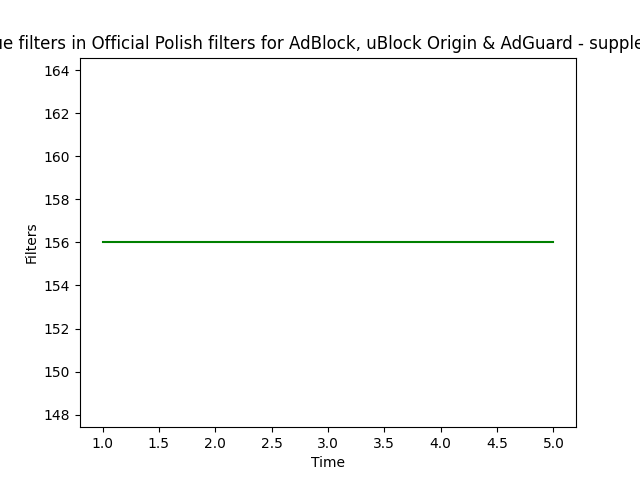 filters in Official Polish filters for AdBlock, uBlock Origin & AdGuard -
164
162
160
158
156
154
152
150
148
Filters
1.0 1.5 2.0 2.5 3.0 3.5 4.0 4.5 5.0
Time